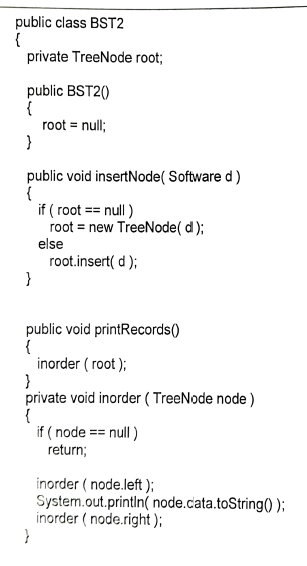 public class BST2
{
private TreeNode root;
public BST2()
{
root = null;
}
public void insertNode( Software d )
{
if ( root == null )
root = new TreeNode( d );
else
root.insert( d );
}
public void printRecords()
{
inorder ( root );
}
private void inorder ( TreeNode node )
{
if ( node == null )
return;
inorder ( node.left );
System.out.println( node.data.toString() );
inorder ( node.right );
}